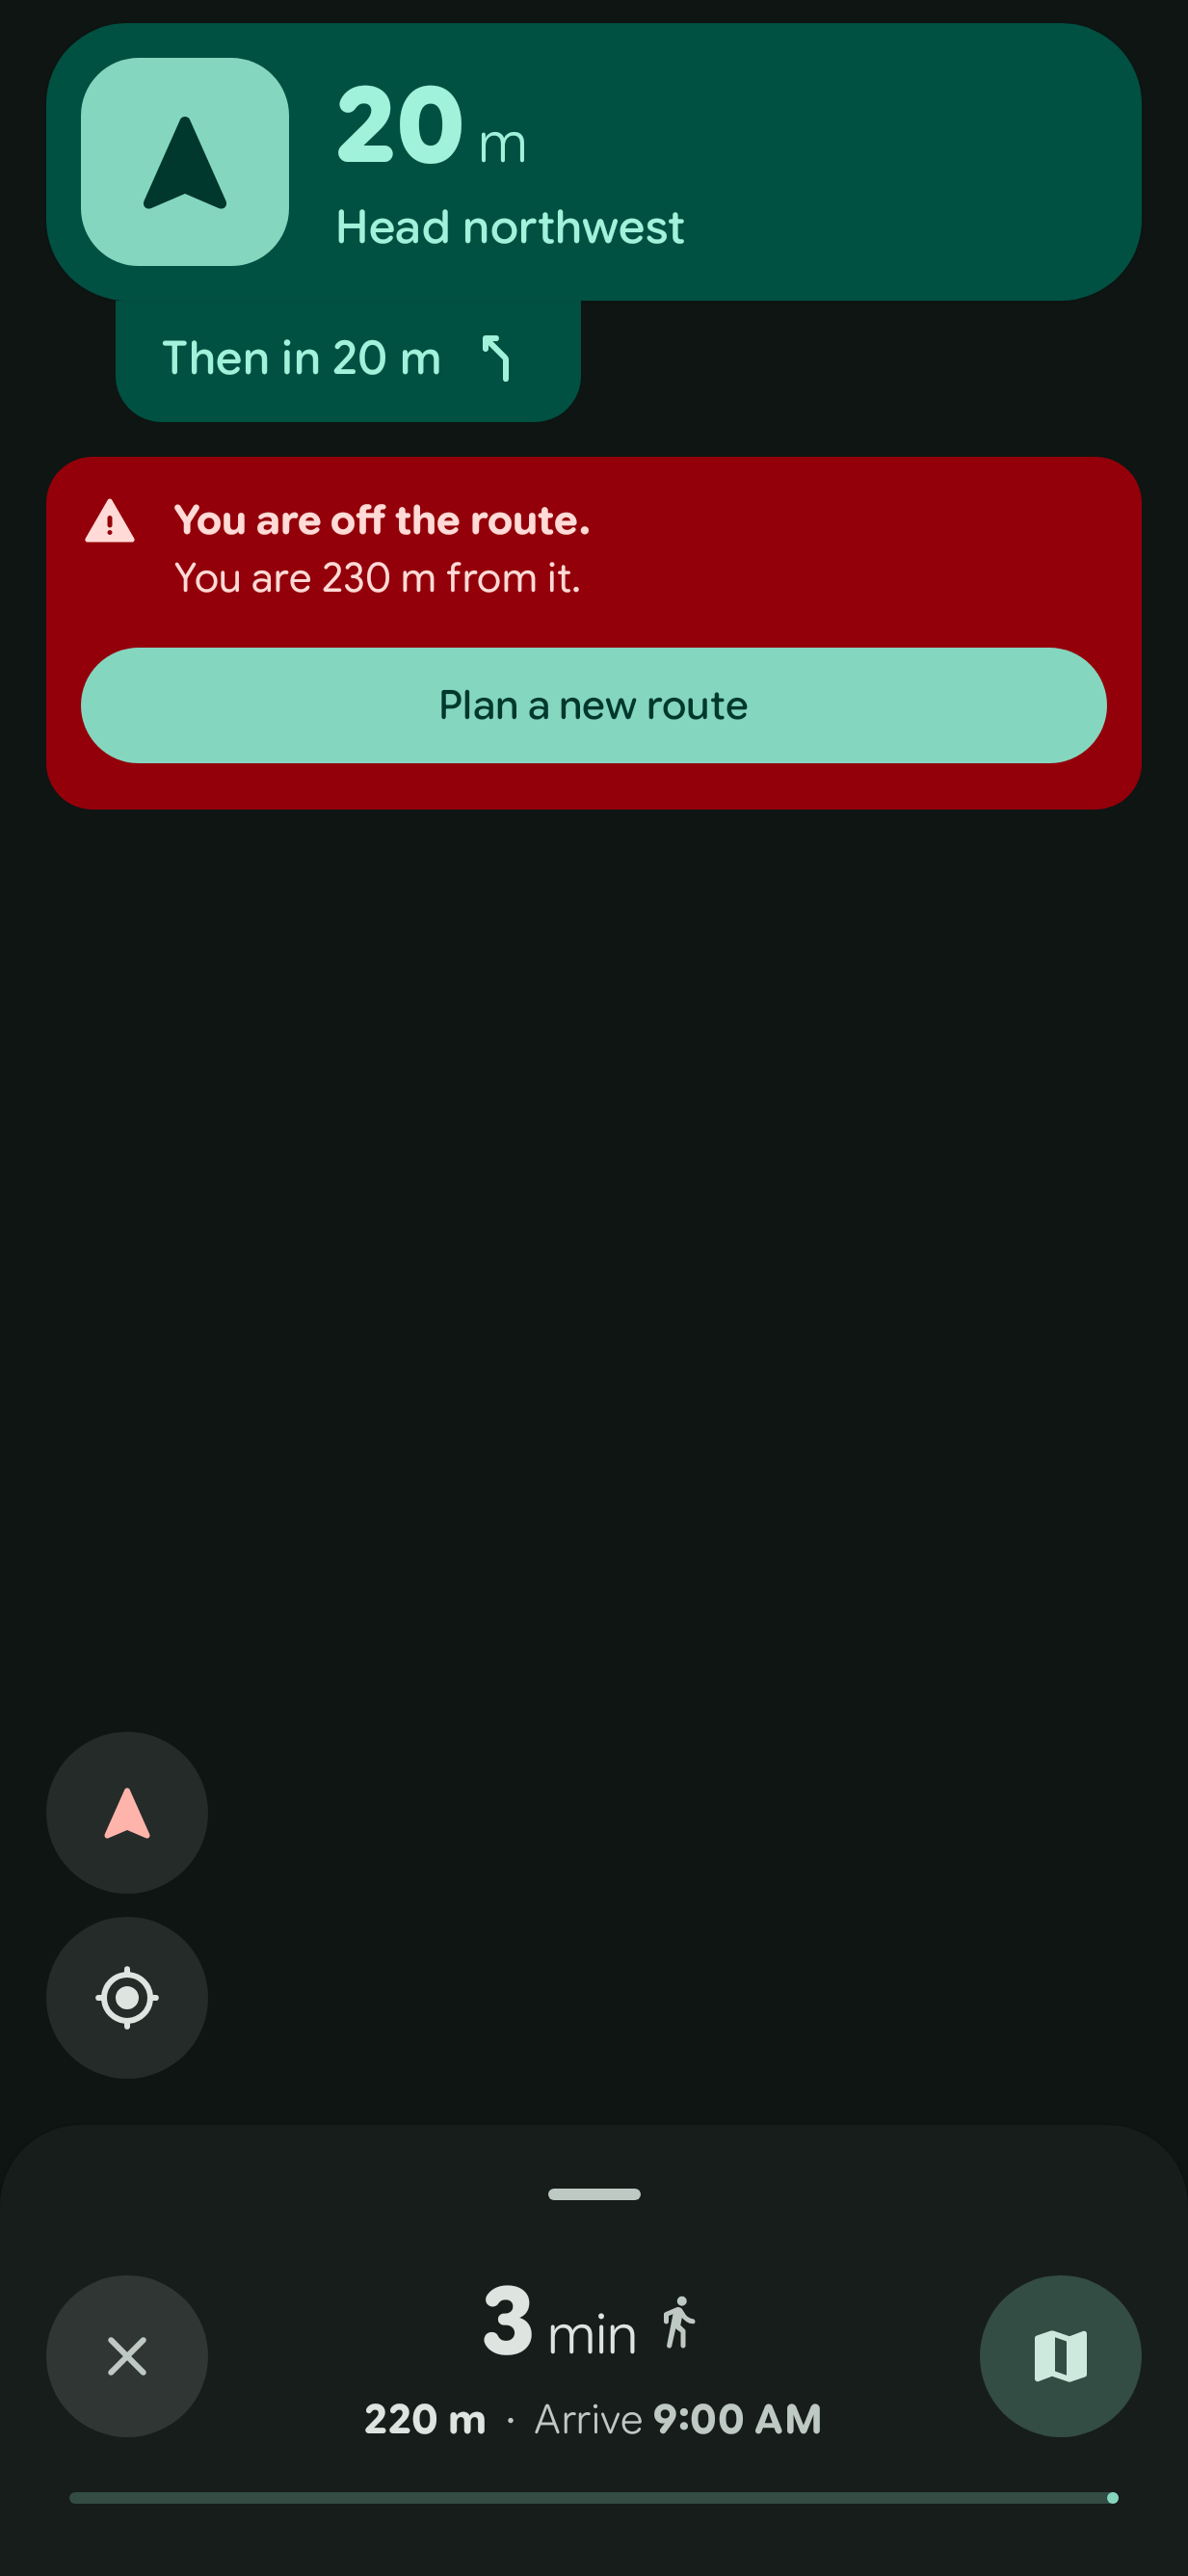 20 m
Head northwest
Then in 20 m
You are off the route.
You are 230 m from it.
Plan a new route
3 min
220 m · Arrive 9:00 AM